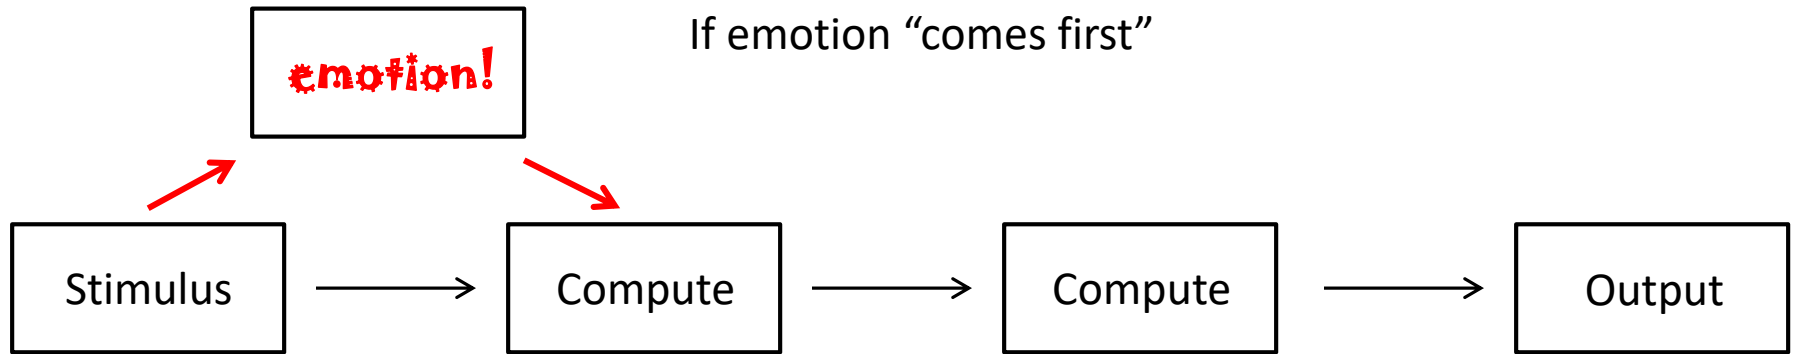 If emotion “comes first”
emotion!
Stimulus
Compute
Compute
Output